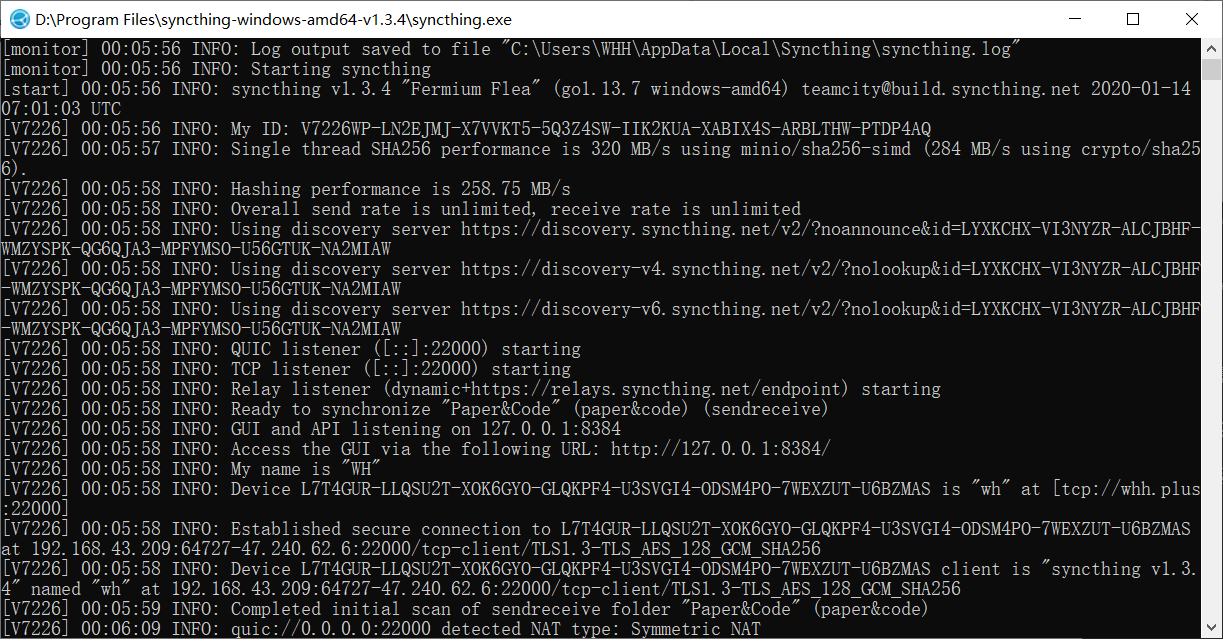 D:\Program Files\syncthing-windows-amd64-v1.3.4\syncthing.exe
[monitor] 00:05:56 INFO: Log output saved to file "C:\Users\WHH\AppData\Local\Syncthing\syncthing.log"
[monitor] 00:05:56 INFO: Starting syncthing
[start] 00:05:56 INFO: syncthing v1.3.4 "Fermium Flea" (go1.13.7 windows-amd64) teamcity@build.syncthing.net 2020-01-14
07:01:03 UTC
[V7226] 00:05:56 INFO: My ID: V7226WP-LN2EJMJ-X7VVKT5-5Q3Z4SW-IIK2KUA-XABIX4S-ARBLTHW-PTDP4AQ
[V7226] 00:05:57 INFO: Single thread SHA256 performance is 320 MB/s using minio/sha256-simd (284 MB/s using crypto/sha25
6).
[V7226] 00:05:58 INFO: Hashing performance is 258.75 MB/s
[V7226] 00:05:58 INFO: Overall send rate is unlimited, receive rate is unlimited
[V7226] 00:05:58 INFO: Using discovery server https://discovery.syncthing.net/v2/?noannounce&id=LYXKCHX-VI3NYZR-ALCJBHF-
WMZYSPK-QG6QJA3-MPFYMSO-U56GTUK-NA2MIAW
[V7226] 00:05:58 INFO: Using discovery server https://discovery-v4.syncthing.net/v2/?nolookup&id=LYXKCHX-VI3NYZR-ALCJBHF
-WMZYSPK-QG6QJA3-MPFYMSO-U56GTUK-NA2MIAW
[V7226] 00:05:58 INFO: Using discovery server https://discovery-v6.syncthing.net/v2/?nolookup&id=LYXKCHX-VI3NYZR-ALCJBHF
-WMZYSPK-QG6QJA3-MPFYMSO-U56GTUK-NA2MIAW
[V7226] 00:05:58 INFO: QUIC listener ([::]:22000) starting
[V7226] 00:05:58 INFO: TCP listener ([::]:22000) starting
[V7226] 00:05:58 INFO: Relay listener (dynamic+https://relays.syncthing.net/endpoint) starting
[V7226] 00:05:58 INFO: Ready to synchronize "Paper&Code" (paper&code) (sendreceive)
[V7226] 00:05:58 INFO: GUI and API listening on 127.0.0.1:8384
[V7226] 00:05:58 INFO: Access the GUI via the following URL: http://127.0.0.1:8384/
[V7226] 00:05:58 INFO: My name is "WH"
[V7226] 00:05:58 INFO: Device L7T4GUR-LLQSU2T-XOK6GYO-GLQKPF4-U3SVGI4-ODSM4PO-7WEXZUT-U6BZMAS is "wh" at [tcp://whh.plus
:22000]
[V7226] 00:05:58 INFO: Established secure connection to L7T4GUR-LLQSU2T-XOK6GYO-GLQKPF4-U3SVGI4-ODSM4PO-7WEXZUT-U6BZMAS
at 192.168.43.209:64727-47.240.62.6:22000/tcp-client/TLS1.3-TLS_AES_128_GCM_SHA256
[V7226] 00:05:58 INFO: Device L7T4GUR-LLQSU2T-XOK6GYO-GLQKPF4-U3SVGI4-ODSM4PO-7WEXZUT-U6BZMAS client is "syncthing v1.3.
4" named "wh" at 192.168.43.209:64727-47.240.62.6:22000/tcp-client/TLS1.3-TLS_AES_128_GCM_SHA256
[V7226] 00:05:59 INFO: Completed initial scan of sendreceive folder "Paper&Code" (paper&code)
[V7226] 00:06:09 INFO: quic://0.0.0.0:22000 detected NAT type: Symmetric NAT